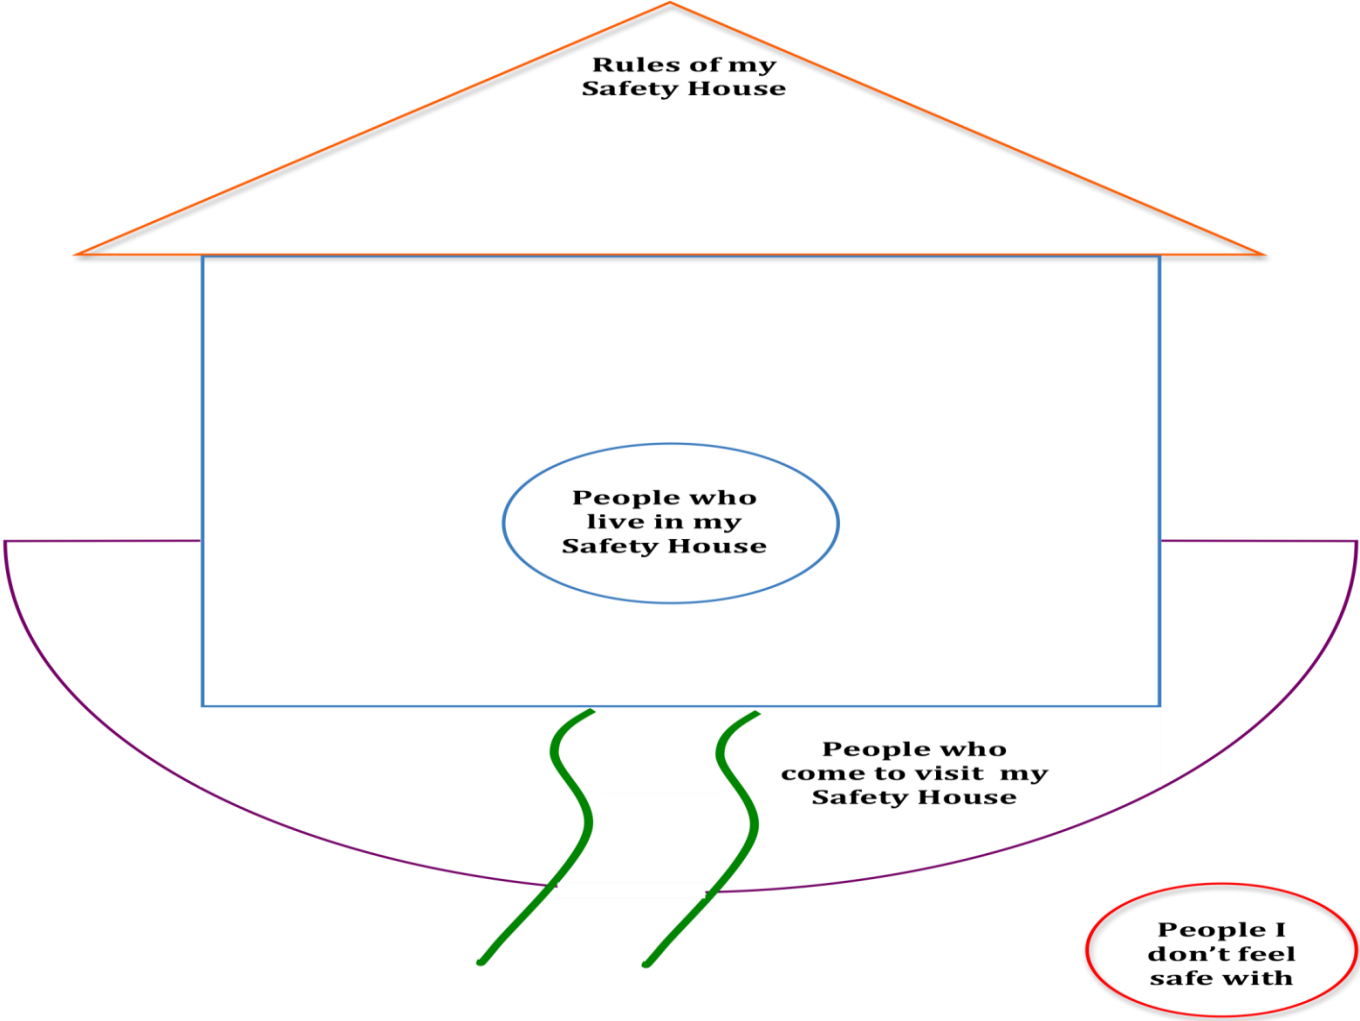 Rules of my
Safety House
People who
live in my
Safety House
People who
come to visit  my
Safety House
People I
don’t feel
safe with